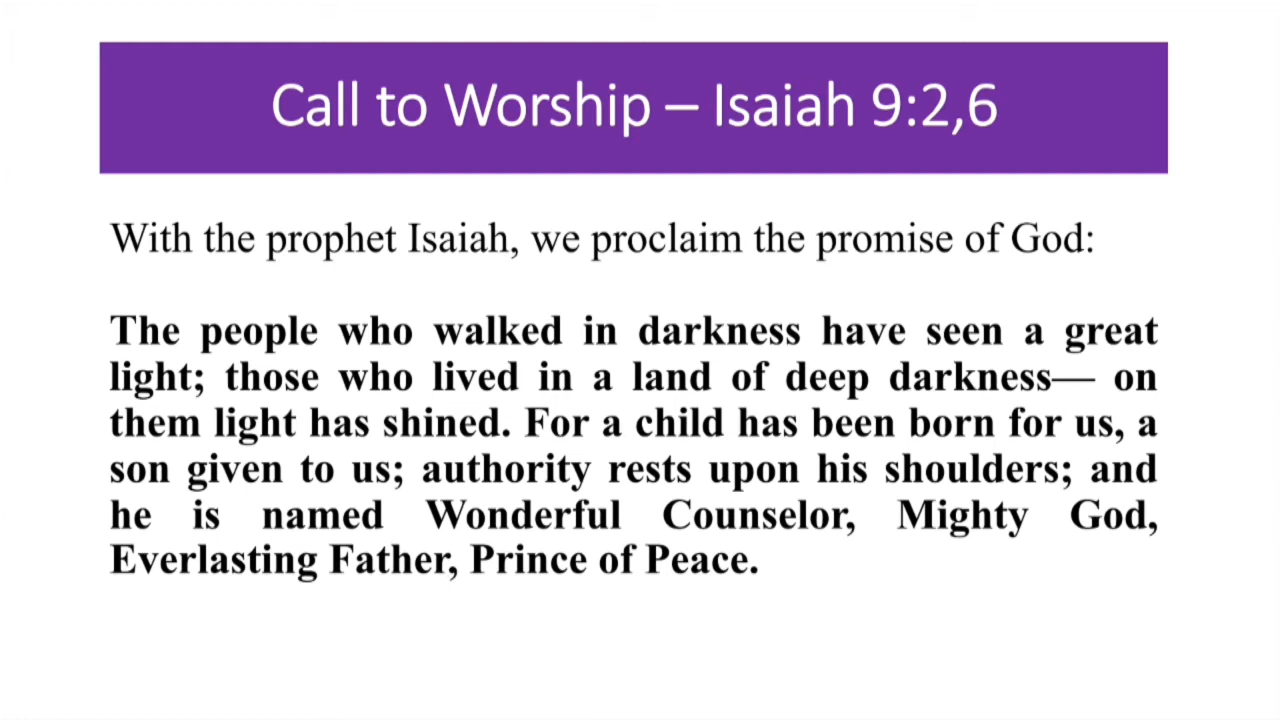 Call to Worship – Isaiah 9:2,6
With the prophet Isaiah, we proclaim the promise of God:
The people who walked in darkness have seen a great
light; those who lived in a land of deep darkness— on
them light has shined. For a child has been born for us, a
son given to us; authority rests upon his shoulders; and
he is named Wonderful Counselor, Mighty God,
Everlasting Father, Prince of Peace.